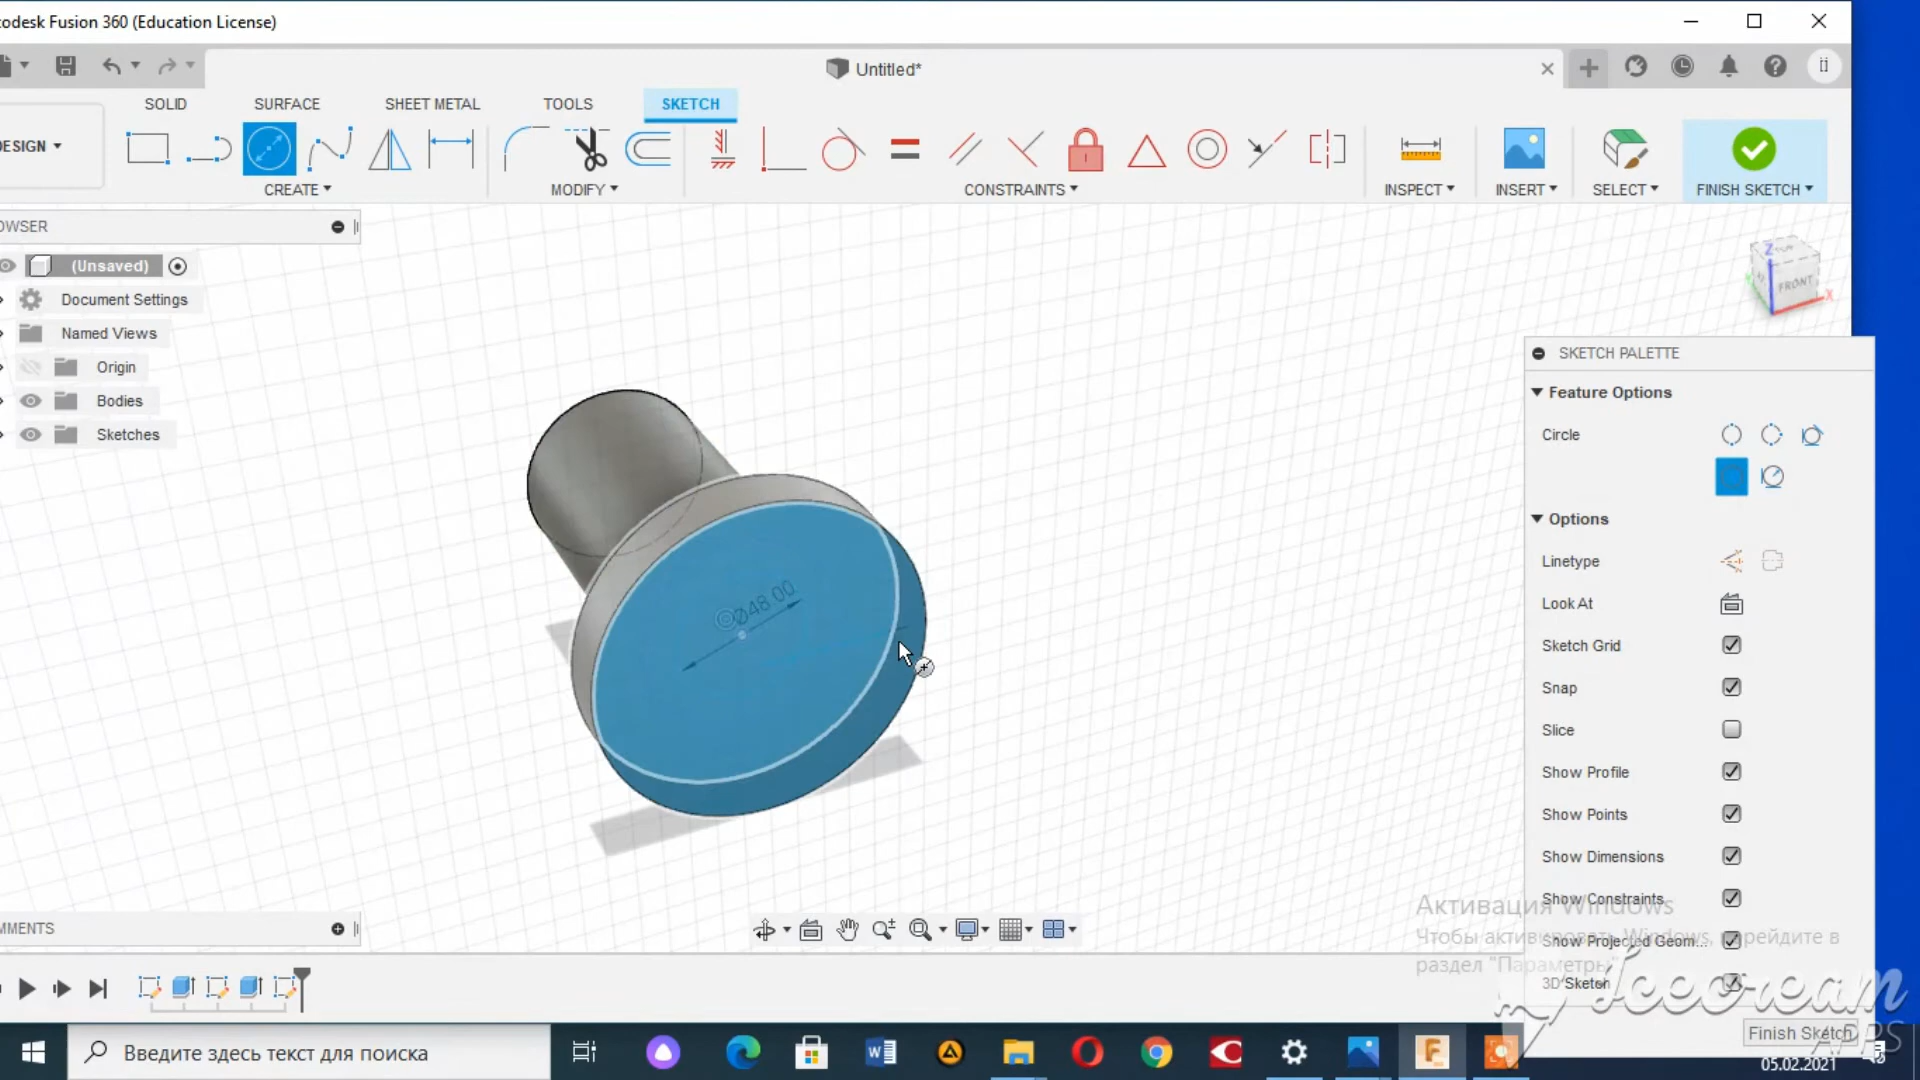 todesk Fusion 360 (Education License)
Untitled*
SOLID
SURFACE
SHEET METAL
TOOLS
SKETCH
ESIGN
CREATE
MODIFY
CONSTRAINTS
INSPECT
INSERT
SELECT
FINISH SKETCH
OWSER
(Unsaved)
Document Settings
Named Views
Origin
Bodies
Sketches
Z
FRONT
X
SKETCH PALETTE
Feature Options
Circle
Options
Linetype
Look At
Sketch Grid
Snap
Slice
Show Profile
Show Points
Show Dimensions
Show Constraints
Show Projected Geom...
3D Sketch
Ø48.00
Активация Windows
Чтобы активировать Windows, перейдите в
раздел "Параметры"
Icecream
APPS
Finish Sketch
MMENTS
Введите здесь текст для поиска
05.02.2021